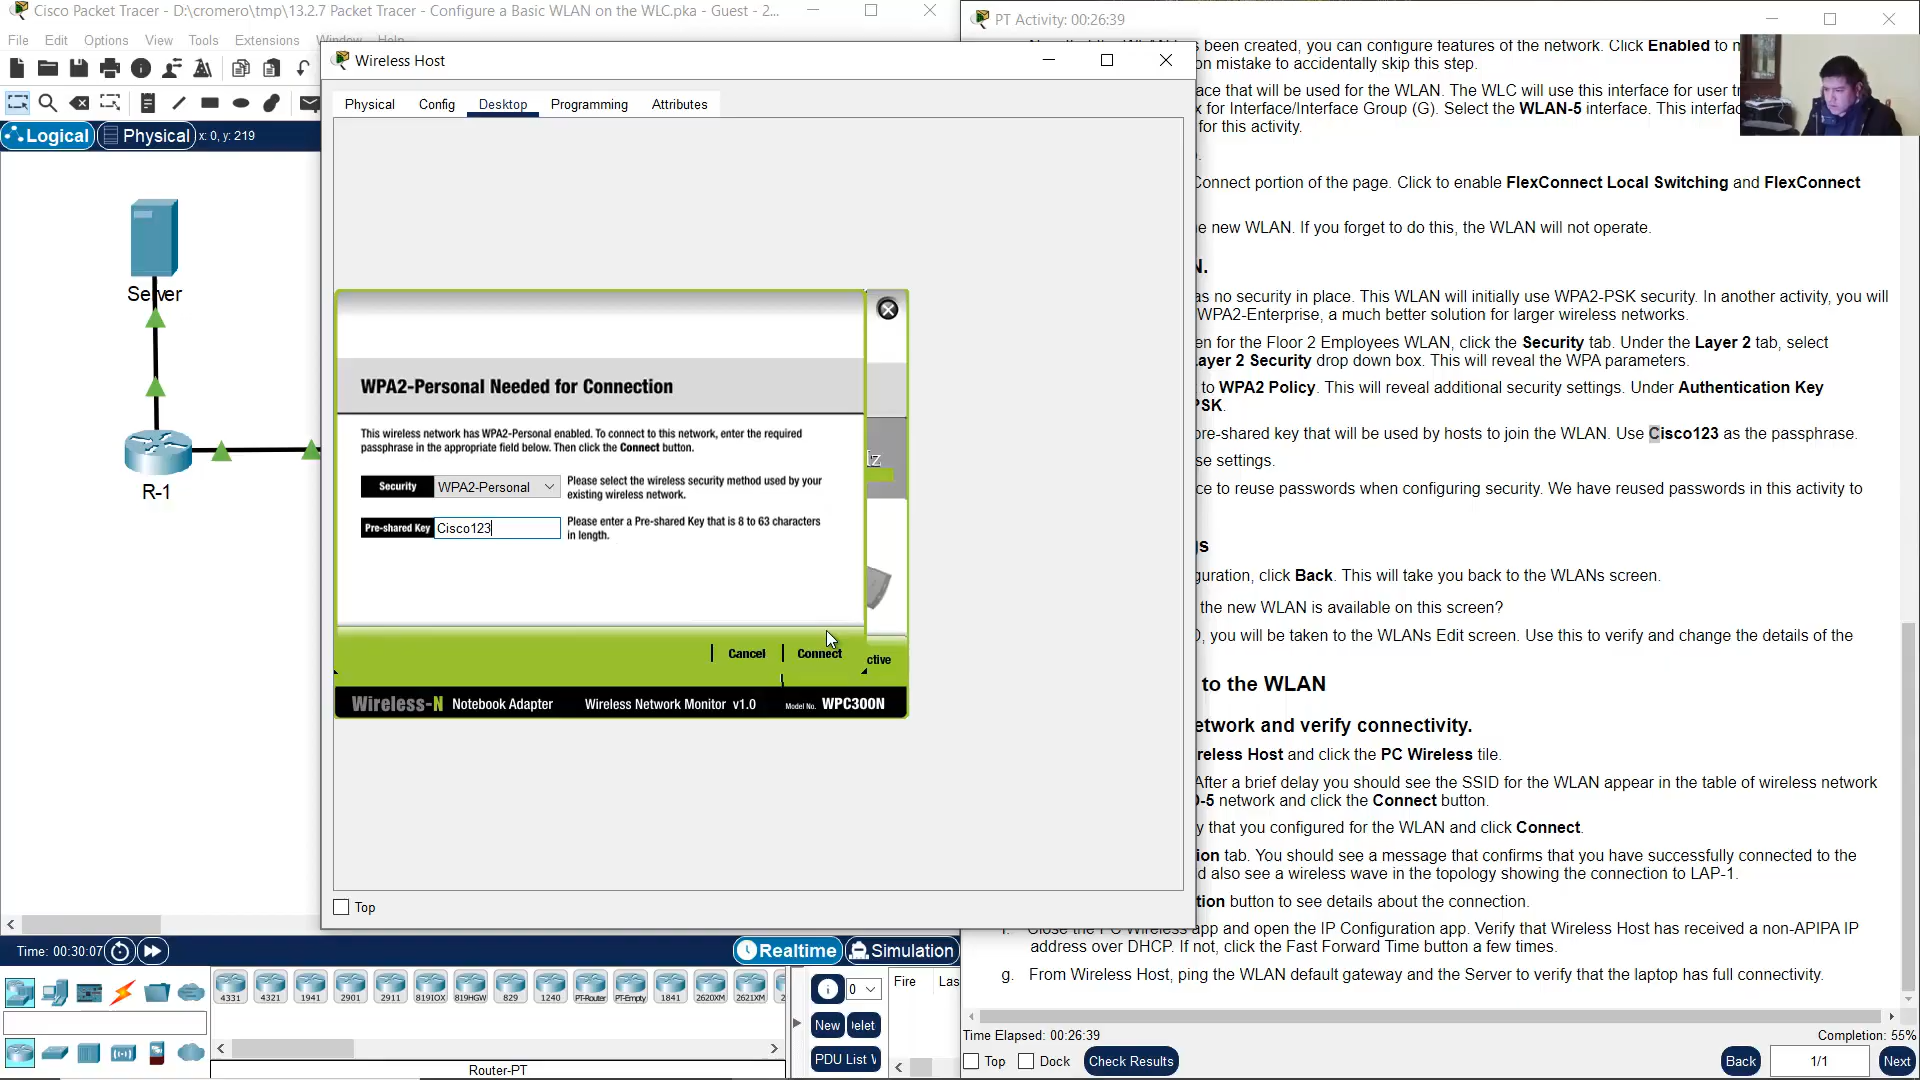 Cisco Packet Tracer - D:\cromero\tmp\13.2.7 Packet Tracer - Configure a Basic WLAN on the WLC.pka - Guest - 2...
File Edit Options View Tools Extensions Window Help
Logical
Physical
x: 0, y: 219
Server
R-1
Wireless Host
Physical Config Desktop Programming Attributes
WPA2-Personal Needed for Connection
This wireless network has WPA2-Personal enabled. To connect to this network, enter the required
passphrase in the appropriate field below. Then click the Connect button.
Security WPA2-Personal Please select the wireless security method used by your
existing wireless network.
Pre-shared Key Cisco123 Please enter a Pre-shared Key that is 8 to 63 characters
in length.
Cancel Connect
ctive
Wireless-N Notebook Adapter Wireless Network Monitor v1.0 Model No. WPC300N
Top
PT Activity: 00:26:39
been created, you can configure features of the network. Click Enabled to
on mistake to accidentally skip this step.
ace that will be used for the WLAN. The WLC will use this interface for user
x for Interface/Interface Group (G). Select the WLAN-5 interface. This
for this activity.
Connect portion of the page. Click to enable FlexConnect Local Switching and FlexConnect
e new WLAN. If you forget to do this, the WLAN will not operate.
N.
as no security in place. This WLAN will initially use WPA2-PSK security. In another activity, you will
WPA2-Enterprise, a much better solution for larger wireless networks.
en for the Floor 2 Employees WLAN, click the Security tab. Under the Layer 2 tab, select
ayer 2 Security drop down box. This will reveal the WPA parameters.
to WPA2 Policy. This will reveal additional security settings. Under Authentication Key
PSK.
pre-shared key that will be used by hosts to join the WLAN. Use Cisco123 as the passphrase.
se settings.
ce to reuse passwords when configuring security. We have reused passwords in this activity to
gs
guration, click Back. This will take you back to the WLANs screen.
the new WLAN is available on this screen?
D, you will be taken to the WLANs Edit screen. Use this to verify and change the details of the
to the WLAN
etwork and verify connectivity.
reless Host and click the PC Wireless tile.
After a brief delay you should see the SSID for the WLAN appear in the table of wireless network
D-5 network and click the Connect button.
y that you configured for the WLAN and click Connect.
ion tab. You should see a message that confirms that you have successfully connected to the
d also see a wireless wave in the topology showing the connection to LAP-1.
tion button to see details about the connection.
f. Close the PC Wireless app and open the IP Configuration app. Verify that Wireless Host has received a non-APIPA IP
address over DHCP. If not, click the Fast Forward Time button a few times.
g. From Wireless Host, ping the WLAN default gateway and the Server to verify that the laptop has full connectivity.
Time Elapsed: 00:26:39 Completion: 55%
Top Dock Check Results Back 1/1 Next
Time: 00:30:07 Realtime Simulation
4331 4321 1941 2901 2911 819IOX 819HGW 829 1240 PT-Router PT-Empty 1841 2620XM 2621XM
0 Fire Las
New elet
PDU List
Router-PT